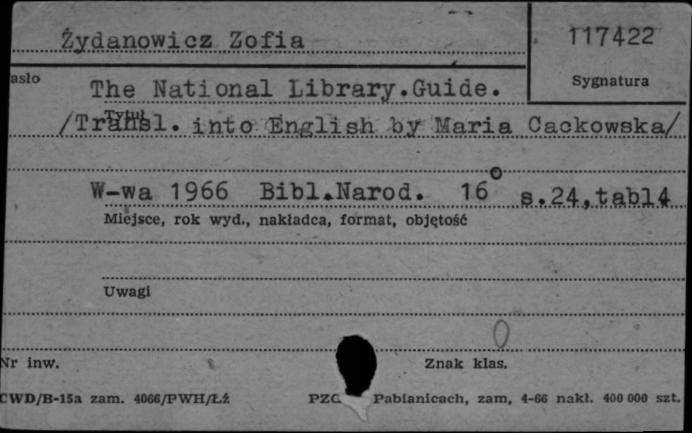 Żydanowicz Zofia
117422
asło
Sygnatura
The National Library.Guide.
Tytuł
/Transl. into English by Maria Cackowska/
W-wa 1966 Bibl.Narod. 16° s.24,tabl4
Miejsce, rok wyd., nakładca, format, objętość
Uwagi
Nr inw.
Znak klas.
CWD/B-15a zam. 4066/PWH/Łź
PZG Pabianicach, zam, 4-66 nakł. 400 000 szt.